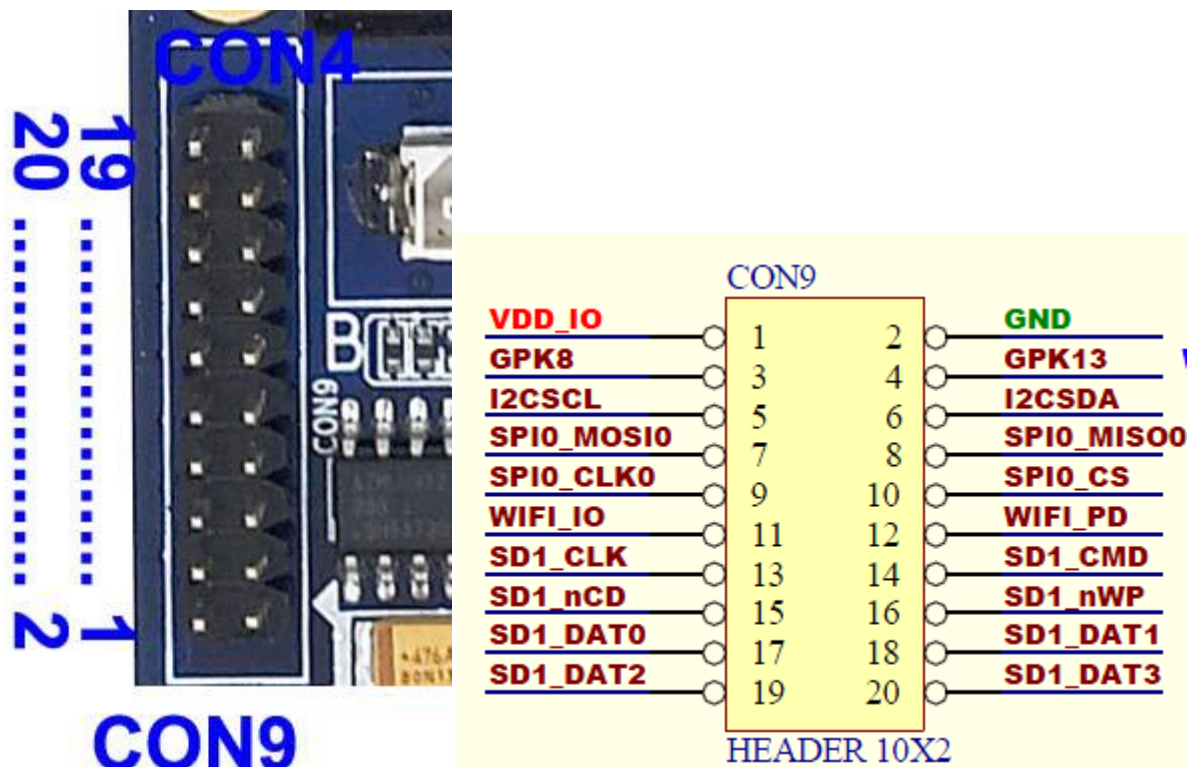 CON4
20 19
B
CON9
2 1
CON9
CON9
VDD_IO 1 2 GND
GPK8 3 4 GPK13
I2CSCL 5 6 I2CSDA
SPI0_MOSI0 7 8 SPI0_MISO0
SPI0_CLK0 9 10 SPI0_CS
WIFI_IO 11 12 WIFI_PD
SD1_CLK 13 14 SD1_CMD
SD1_nCD 15 16 SD1_nWP
SD1_DAT0 17 18 SD1_DAT1
SD1_DAT2 19 20 SD1_DAT3
HEADER 10X2